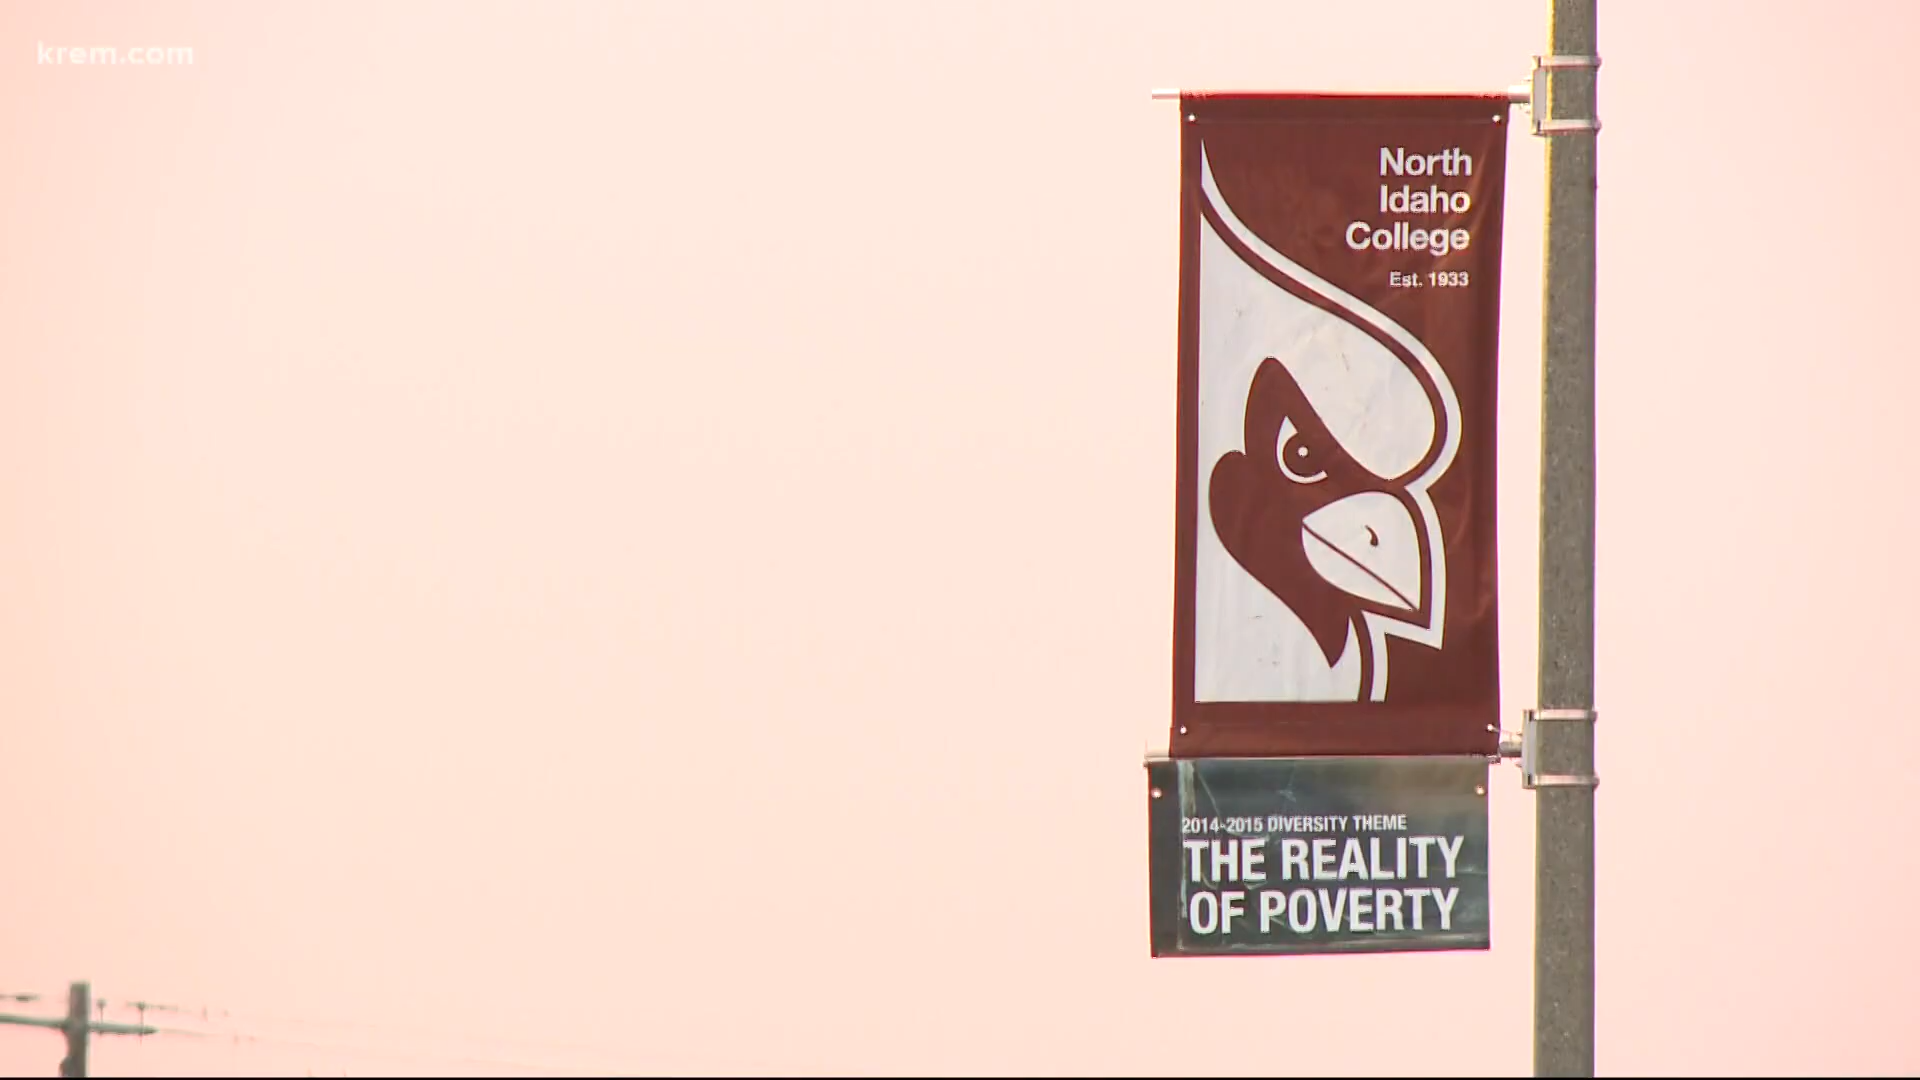 krem.com
North
Idaho
College
Est. 1933
2014-2015 DIVERSITY THEME
THE REALITY
OF POVERTY